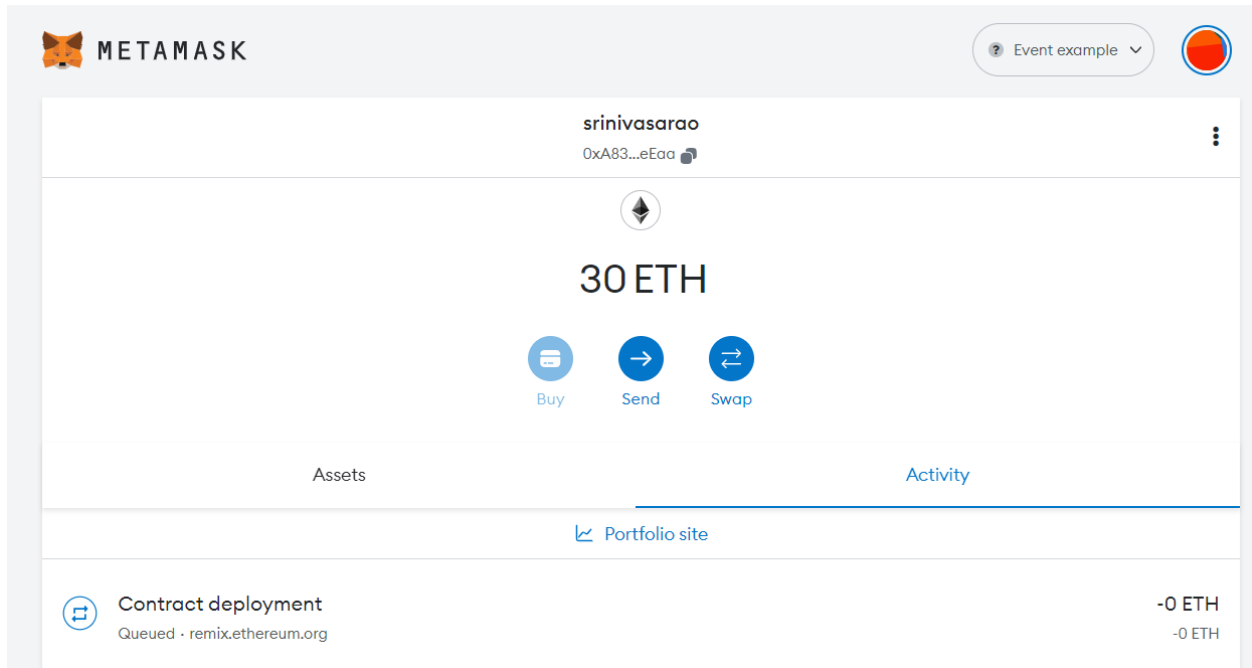 METAMASK
? Event example
srinivasarao
0xA83...eEaa
30 ETH
Buy Send Swap
Assets Activity
Portfolio site
Contract deployment -0 ETH
Queued · remix.ethereum.org -0 ETH